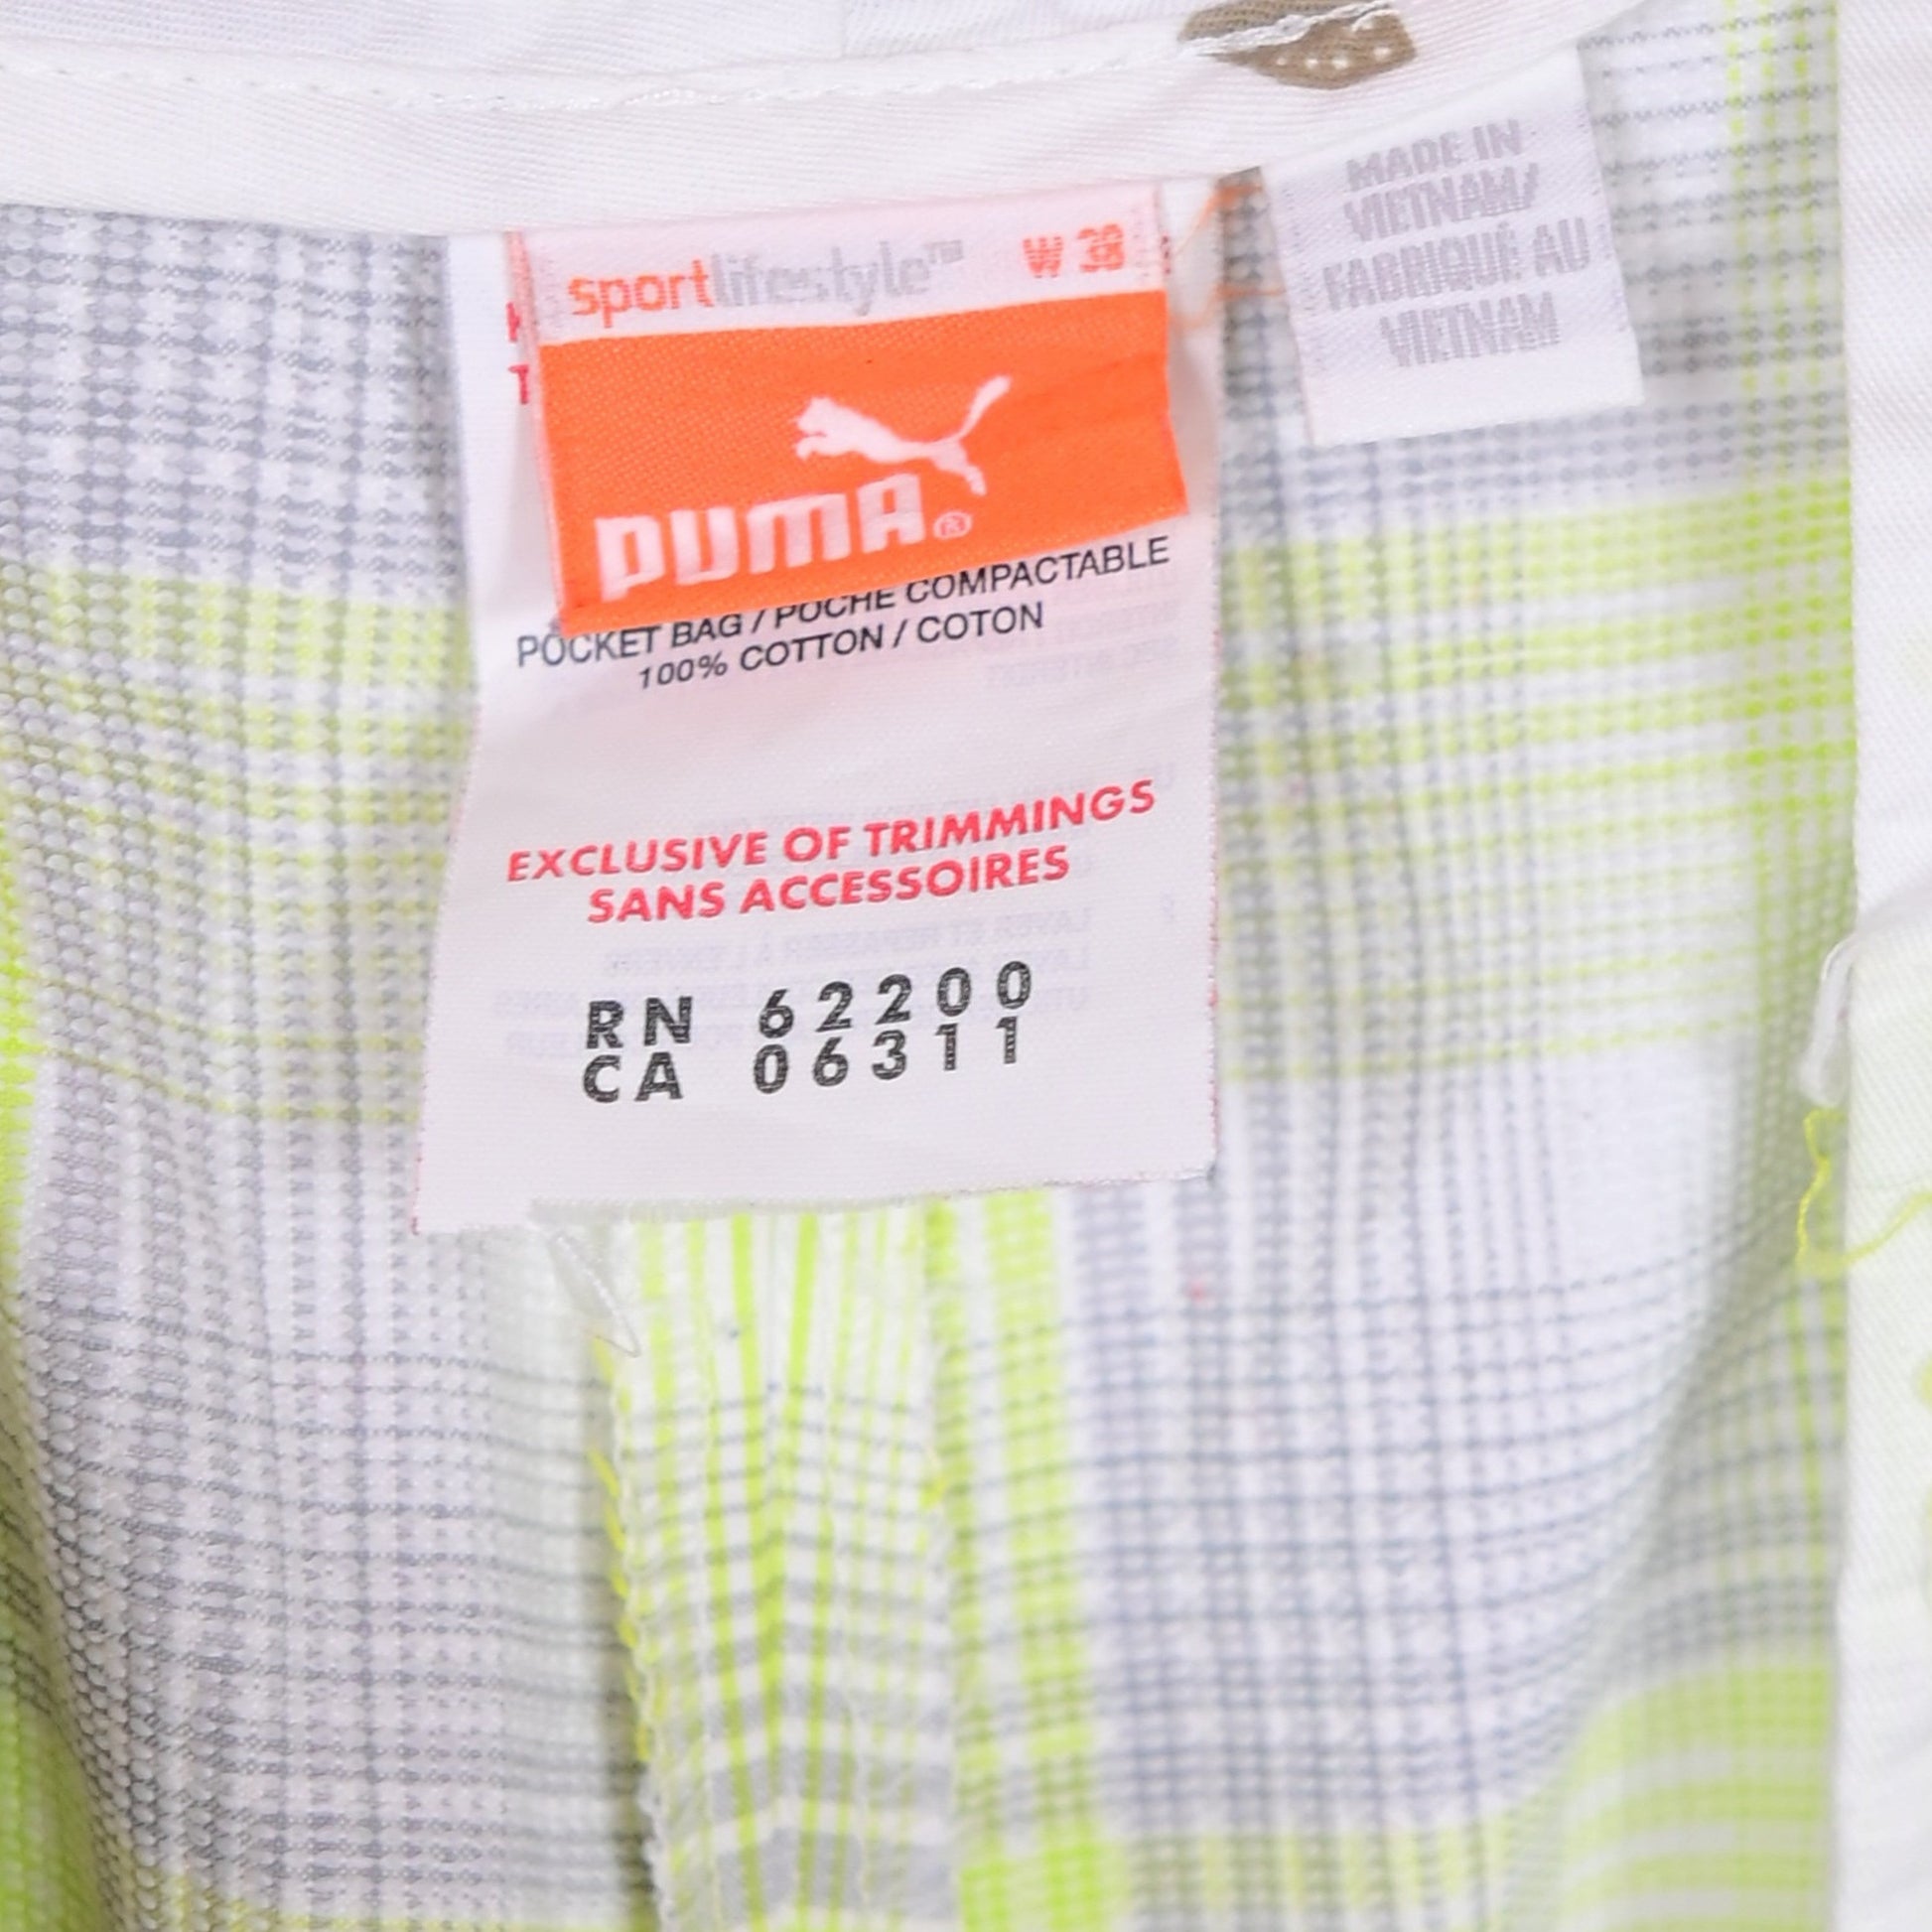 sportlifestyle™ W 38
PUMA®
POCKET BAG / POCHE COMPACTABLE
100% COTTON / COTON
EXCLUSIVE OF TRIMMINGS
SANS ACCESSOIRES
RN 62200
CA 06311
MADE IN
VIETNAM/
FABRIQUÉ AU
VIETNAM